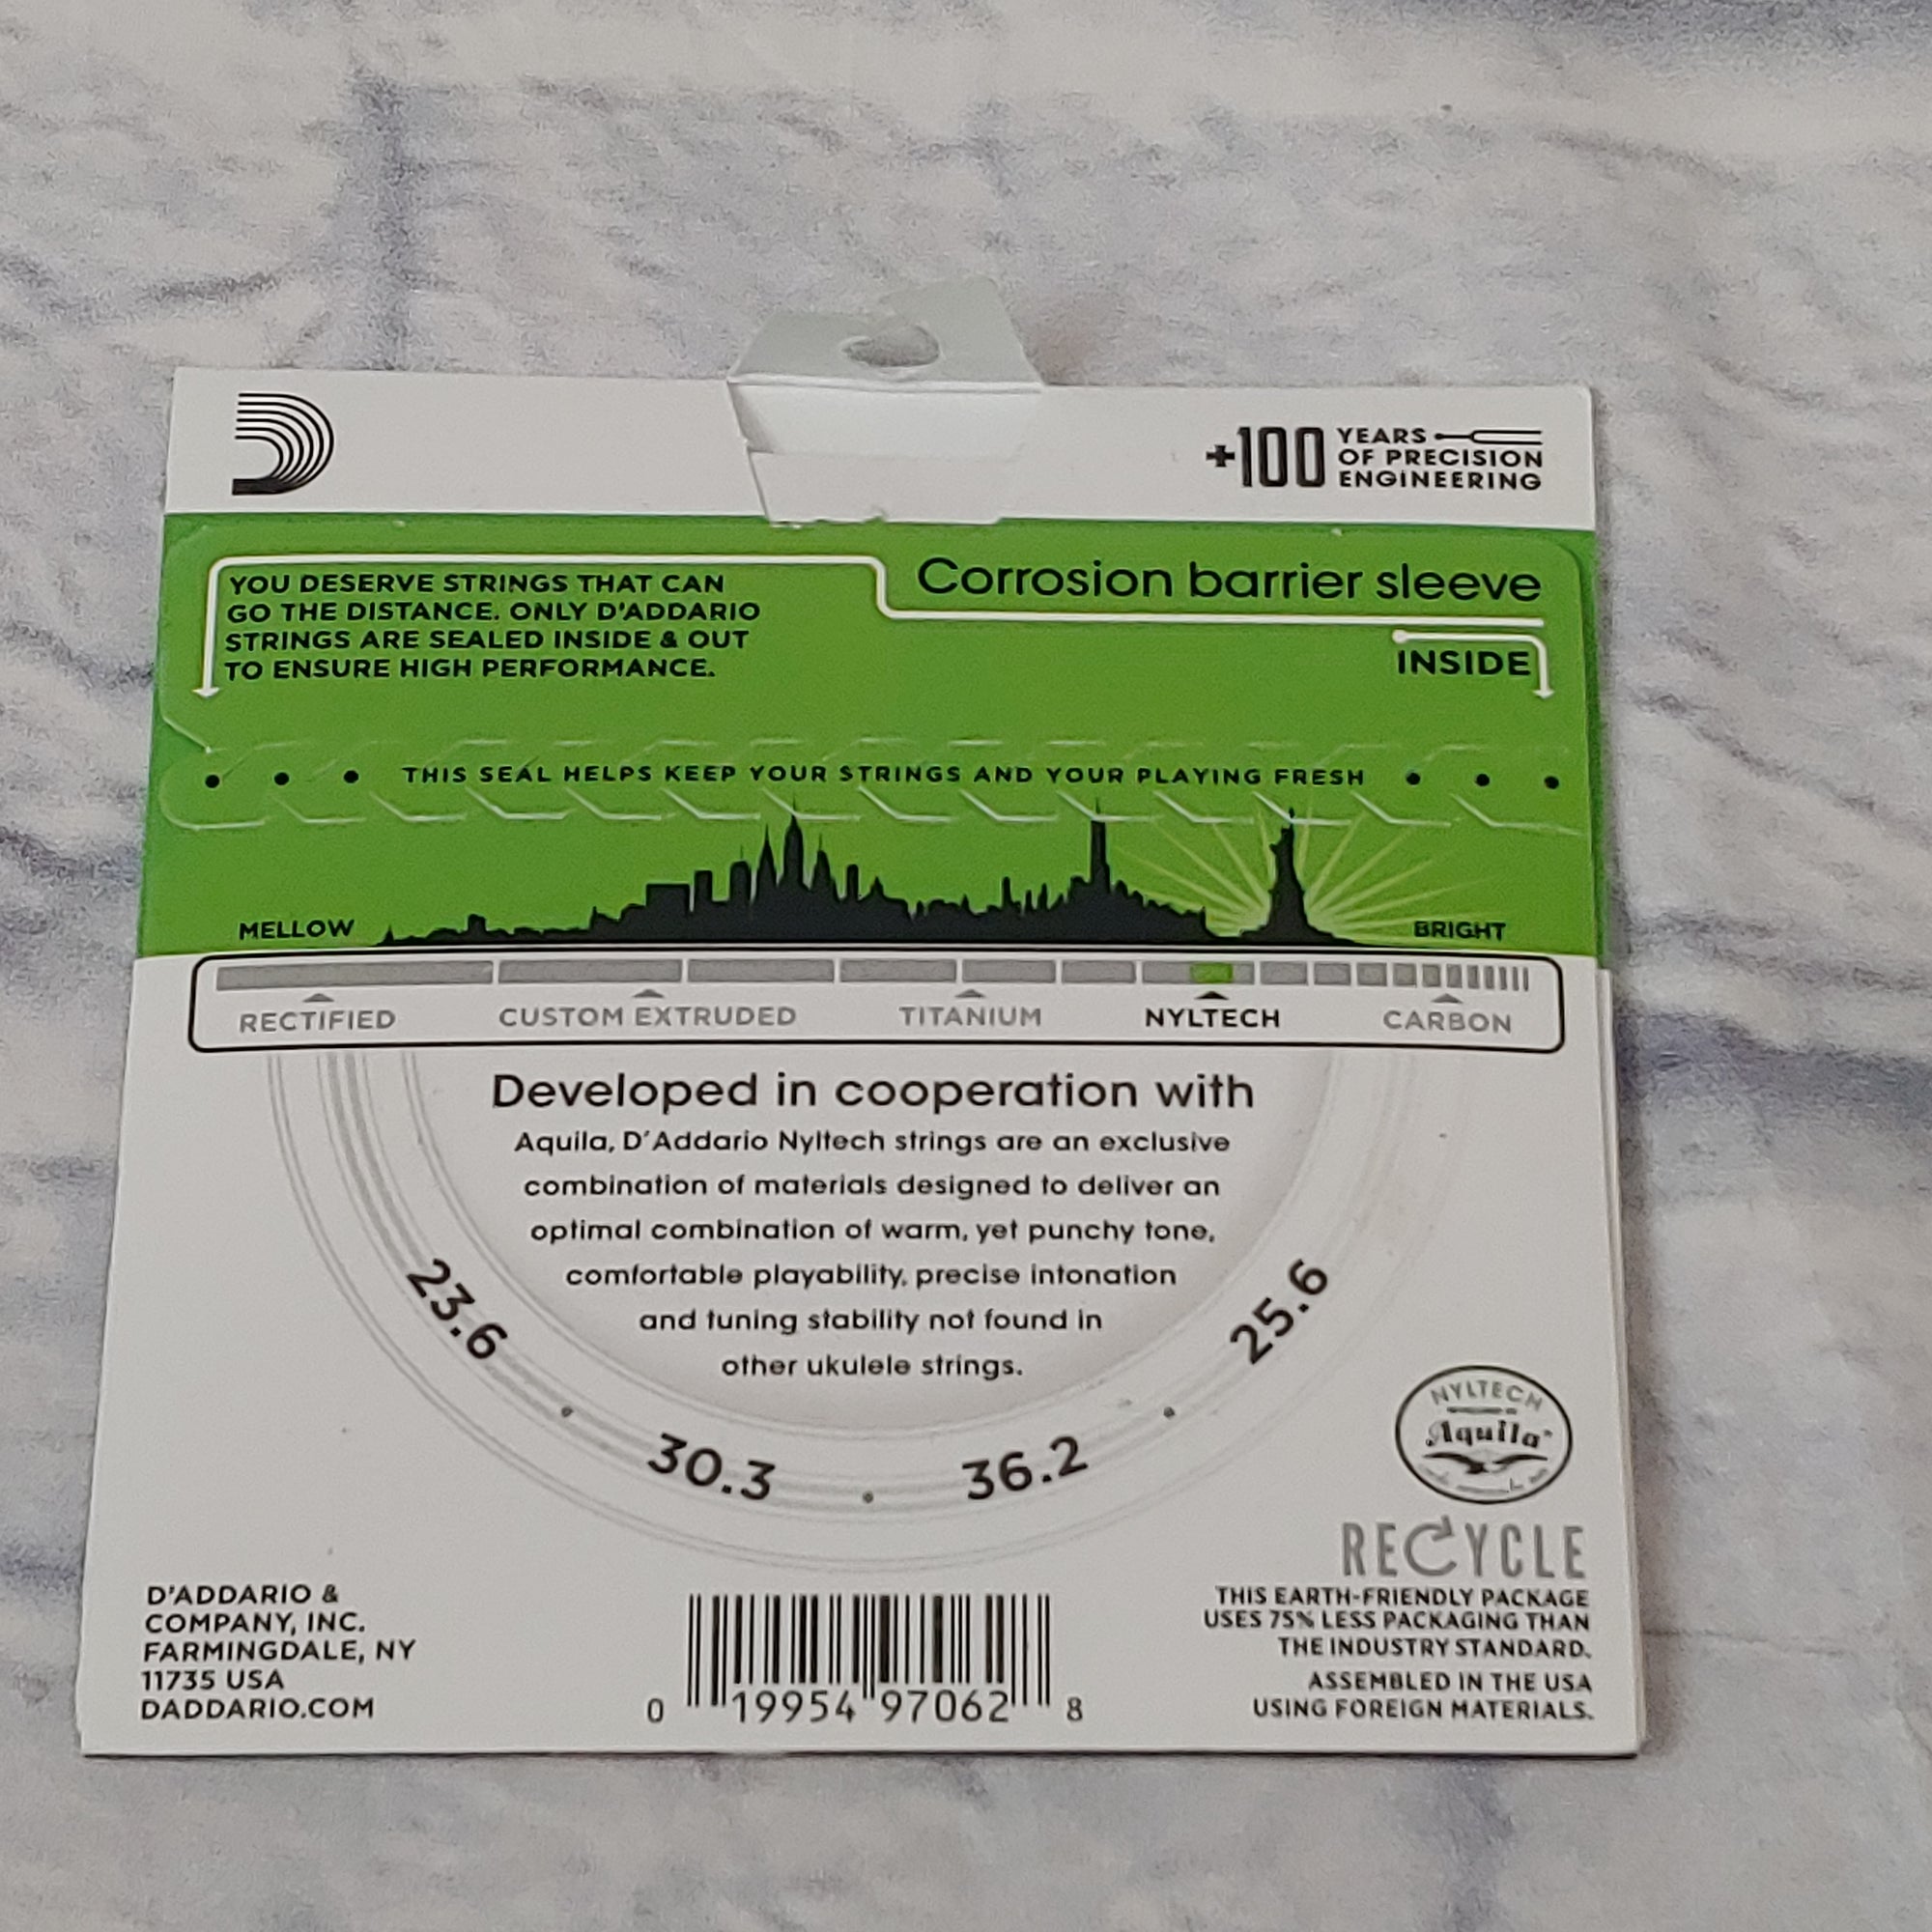 +100 YEARS
OF PRECISION
ENGINEERING
YOU DESERVE STRINGS THAT CAN
GO THE DISTANCE. ONLY D'ADDARIO
STRINGS ARE SEALED INSIDE & OUT
TO ENSURE HIGH PERFORMANCE.
Corrosion barrier sleeve
INSIDE
• • • THIS SEAL HELPS KEEP YOUR STRINGS AND YOUR PLAYING FRESH • • •
MELLOW BRIGHT
RECTIFIED CUSTOM EXTRUDED TITANIUM NYLTECH CARBON
Developed in cooperation with
Aquila, D'Addario Nyltech strings are an exclusive
combination of materials designed to deliver an
optimal combination of warm, yet punchy tone,
comfortable playability, precise intonation
and tuning stability not found in
other ukulele strings.
23.6 • 30.3 • 36.2 • 25.6
NYLTECH
Aquila
RECYCLE
THIS EARTH-FRIENDLY PACKAGE
USES 75% LESS PACKAGING THAN
THE INDUSTRY STANDARD.
ASSEMBLED IN THE USA
USING FOREIGN MATERIALS.
D'ADDARIO &
COMPANY, INC.
FARMINGDALE, NY
11735 USA
DADDARIO.COM
0 19954 97062 8